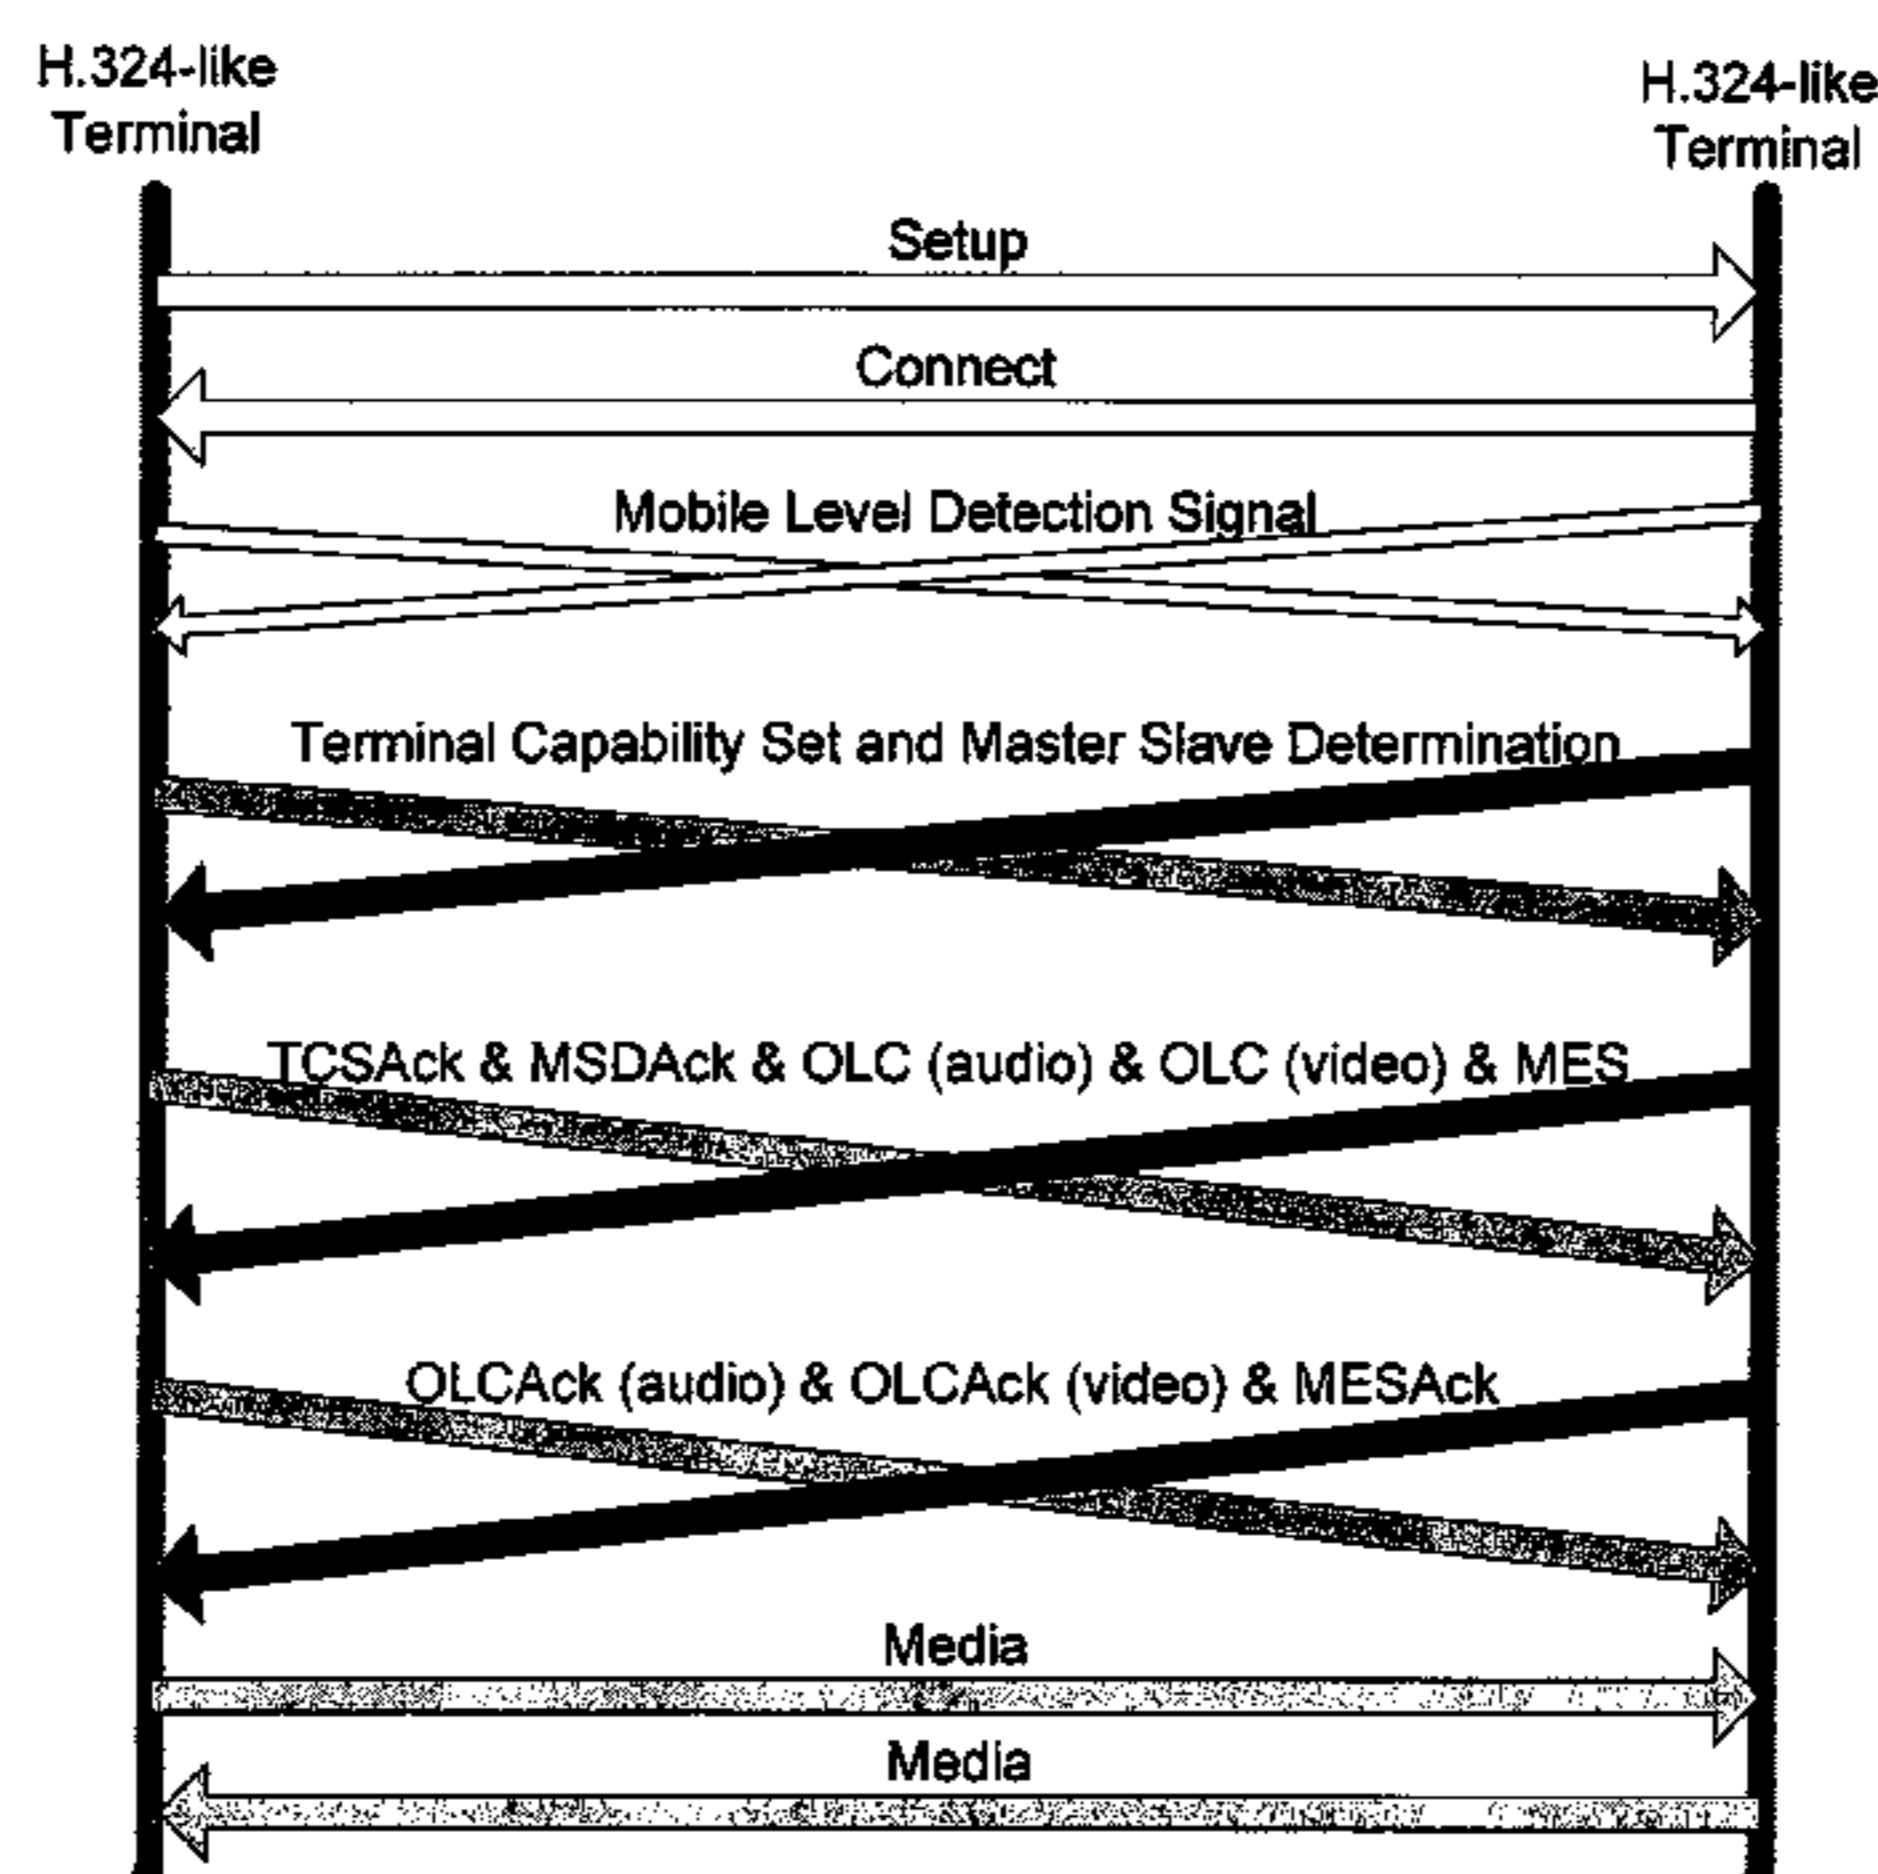 H.324-like
Terminal
H.324-like
Terminal
Setup
Connect
Mobile Level Detection Signal
Terminal Capability Set and Master Slave Determination
TCSAck & MSDAck & OLC (audio) & OLC (video) & MES
OLCAck (audio) & OLCAck (video) & MESAck
Media
Media